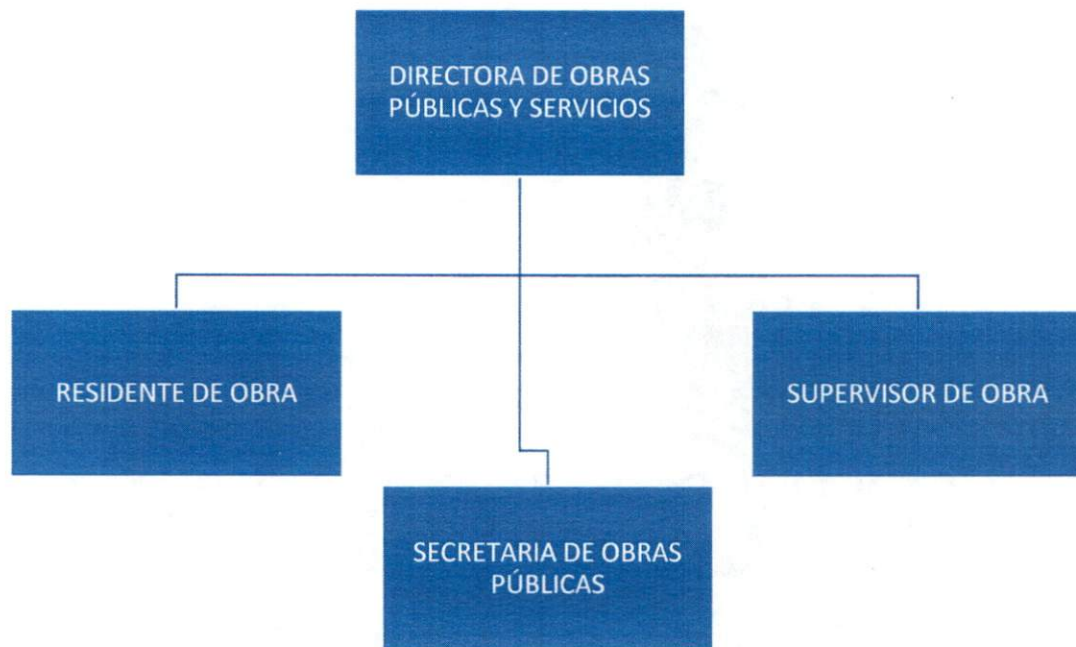 DIRECTORA DE OBRAS
PÚBLICAS Y SERVICIOS
RESIDENTE DE OBRA
SUPERVISOR DE OBRA
SECRETARIA DE OBRAS
PÚBLICAS